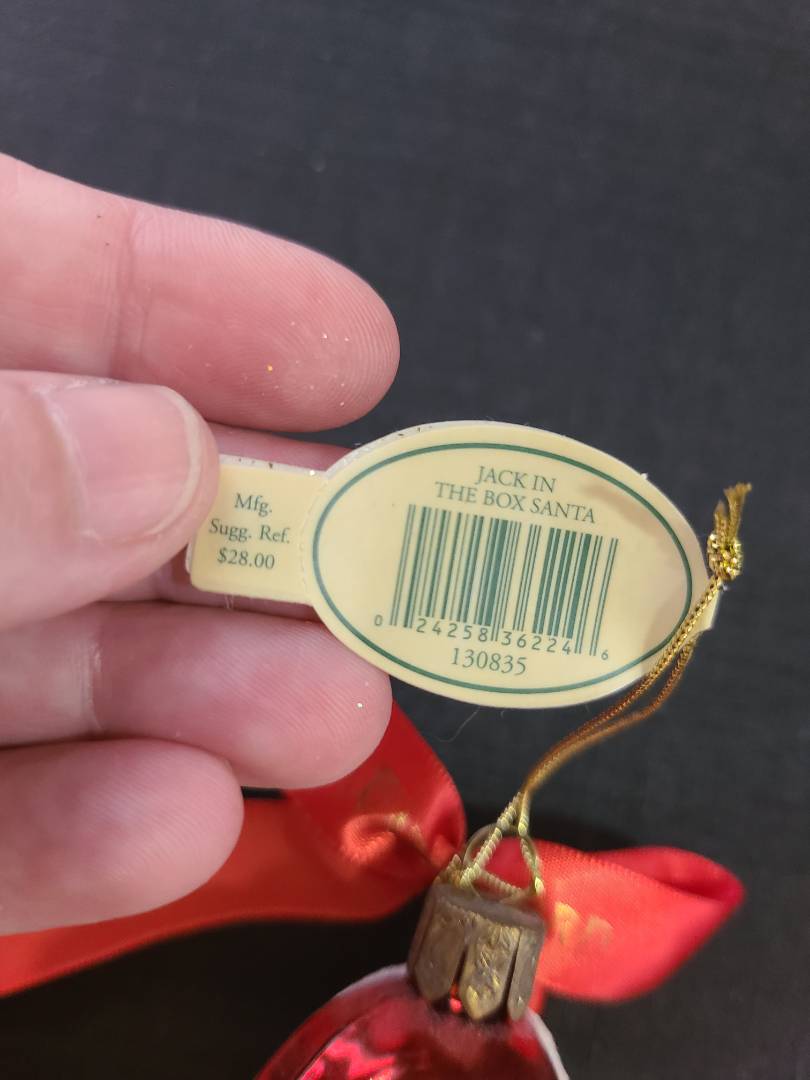 Mfg.
Sugg. Ref.
$28.00
JACK IN
THE BOX SANTA
0 24258 36224 6
130835